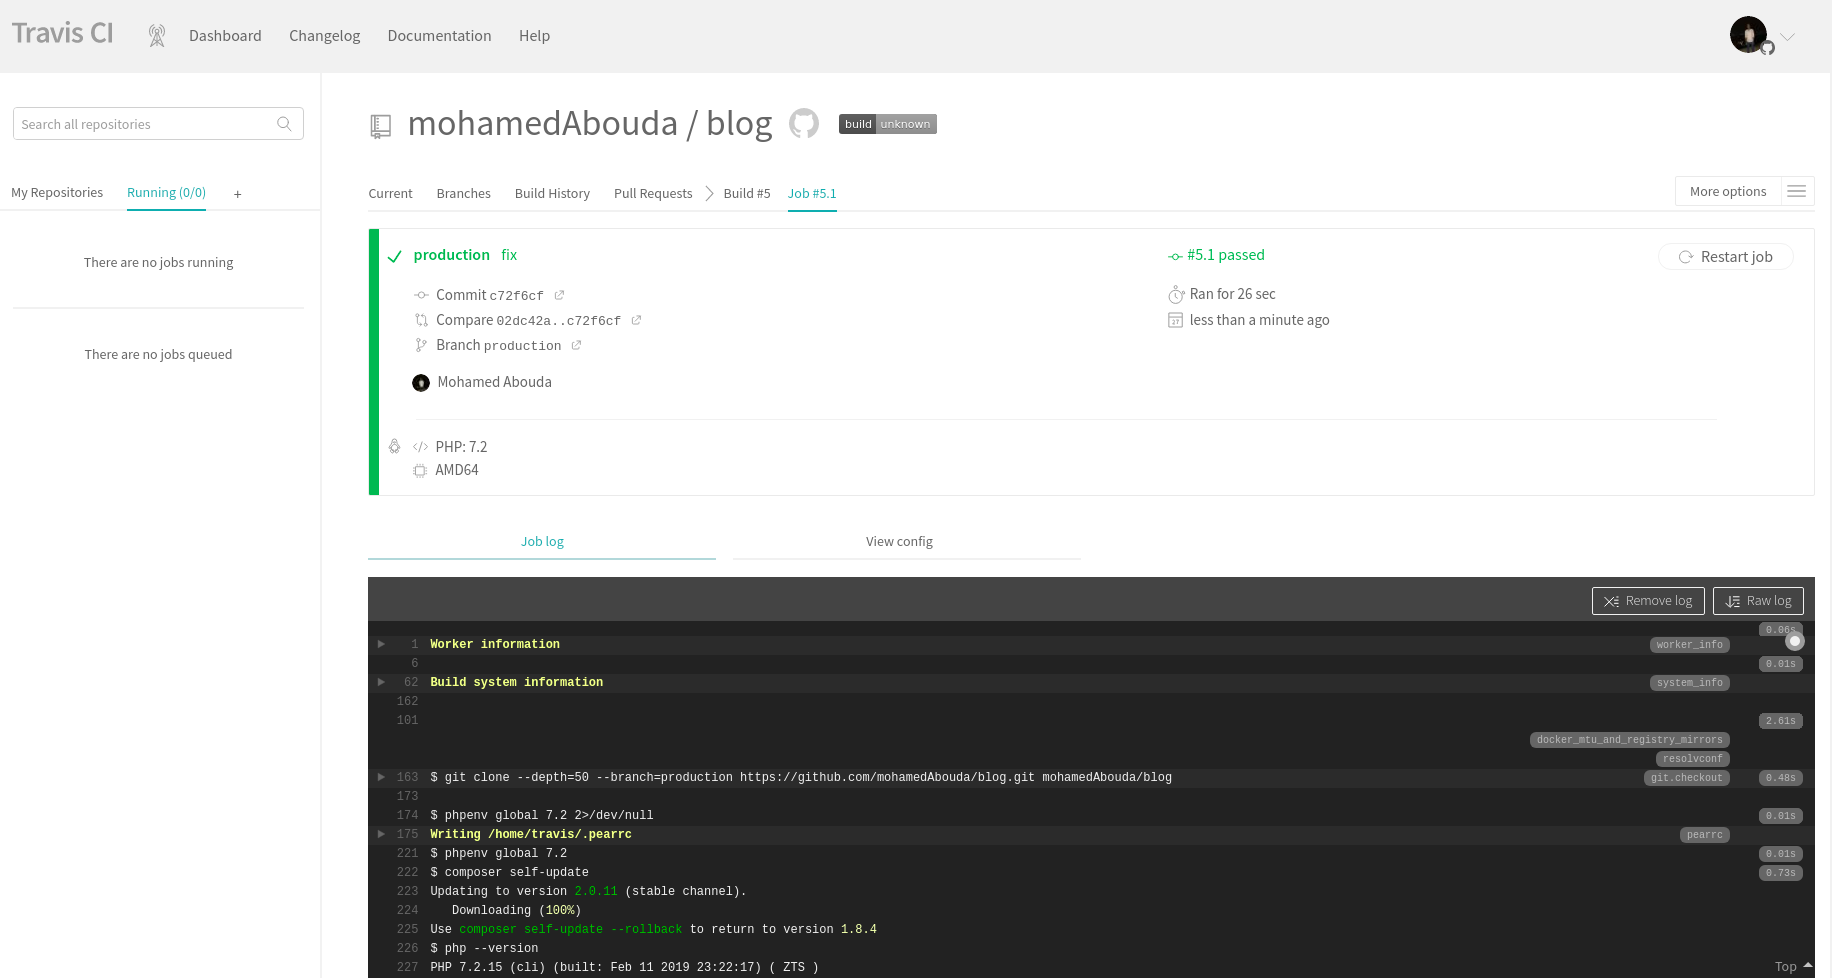 Travis CI
Dashboard Changelog Documentation Help
Search all repositories
My Repositories Running (0/0) +
There are no jobs running
There are no jobs queued
mohamedAbouda / blog build unknown
Current Branches Build History Pull Requests Build #5 Job #5.1 More options
production fix #5.1 passed Restart job
Commit c72f6cf Ran for 26 sec
Compare 02dc42a..c72f6cf less than a minute ago
Branch production
Mohamed Abouda
PHP: 7.2
AMD64
Job log View config
Remove log Raw log
0.06s
1 Worker information worker_info
6 0.01s
62 Build system information system_info
162
101 2.61s
docker_mtu_and_registry_mirrors
resolvconf
163 $ git clone --depth=50 --branch=production https://github.com/mohamedAbouda/blog.git mohamedAbouda/blog git.checkout 0.48s
173
174 $ phpenv global 7.2 2>/dev/null 0.01s
175 Writing /home/travis/.pearrc pearrc
221 $ phpenv global 7.2 0.01s
222 $ composer self-update 0.73s
223 Updating to version 2.0.11 (stable channel).
224 Downloading (100%)
225 Use composer self-update --rollback to return to version 1.8.4
226 $ php --version
227 PHP 7.2.15 (cli) (built: Feb 11 2019 23:22:17) ( ZTS )
Top